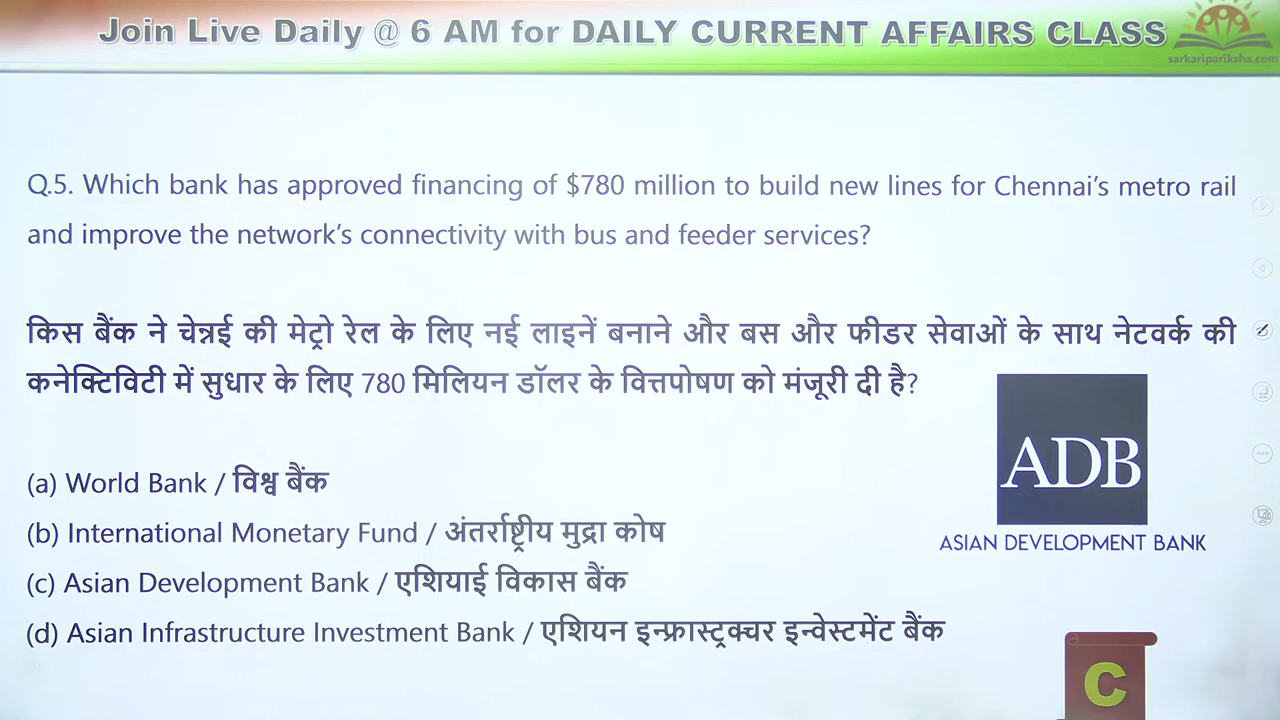 Join Live Daily @ 6 AM for DAILY CURRENT AFFAIRS CLASS
sarkaripariksha.com
Q.5. Which bank has approved financing of $780 million to build new lines for Chennai's metro rail
and improve the network's connectivity with bus and feeder services?
किस बैंक ने चेन्नई की मेट्रो रेल के लिए नई लाइनें बनाने और बस और फीडर सेवाओं के साथ नेटवर्क की
कनेक्टिविटी में सुधार के लिए 780 मिलियन डॉलर के वित्तपोषण को मंजूरी दी है?
(a) World Bank / विश्व बैंक
(b) International Monetary Fund / अंतर्राष्ट्रीय मुद्रा कोष
(c) Asian Development Bank / एशियाई विकास बैंक
(d) Asian Infrastructure Investment Bank / एशियन इन्फ्रास्ट्रक्चर इन्वेस्टमेंट बैंक
ADB
ASIAN DEVELOPMENT BANK
C